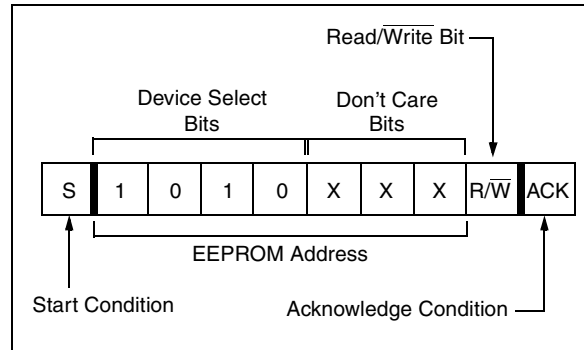 Read/Write Bit
Device Select Bits
Don't Care Bits
S 1 0 1 0 X X X R/W ACK
EEPROM Address
Start Condition
Acknowledge Condition